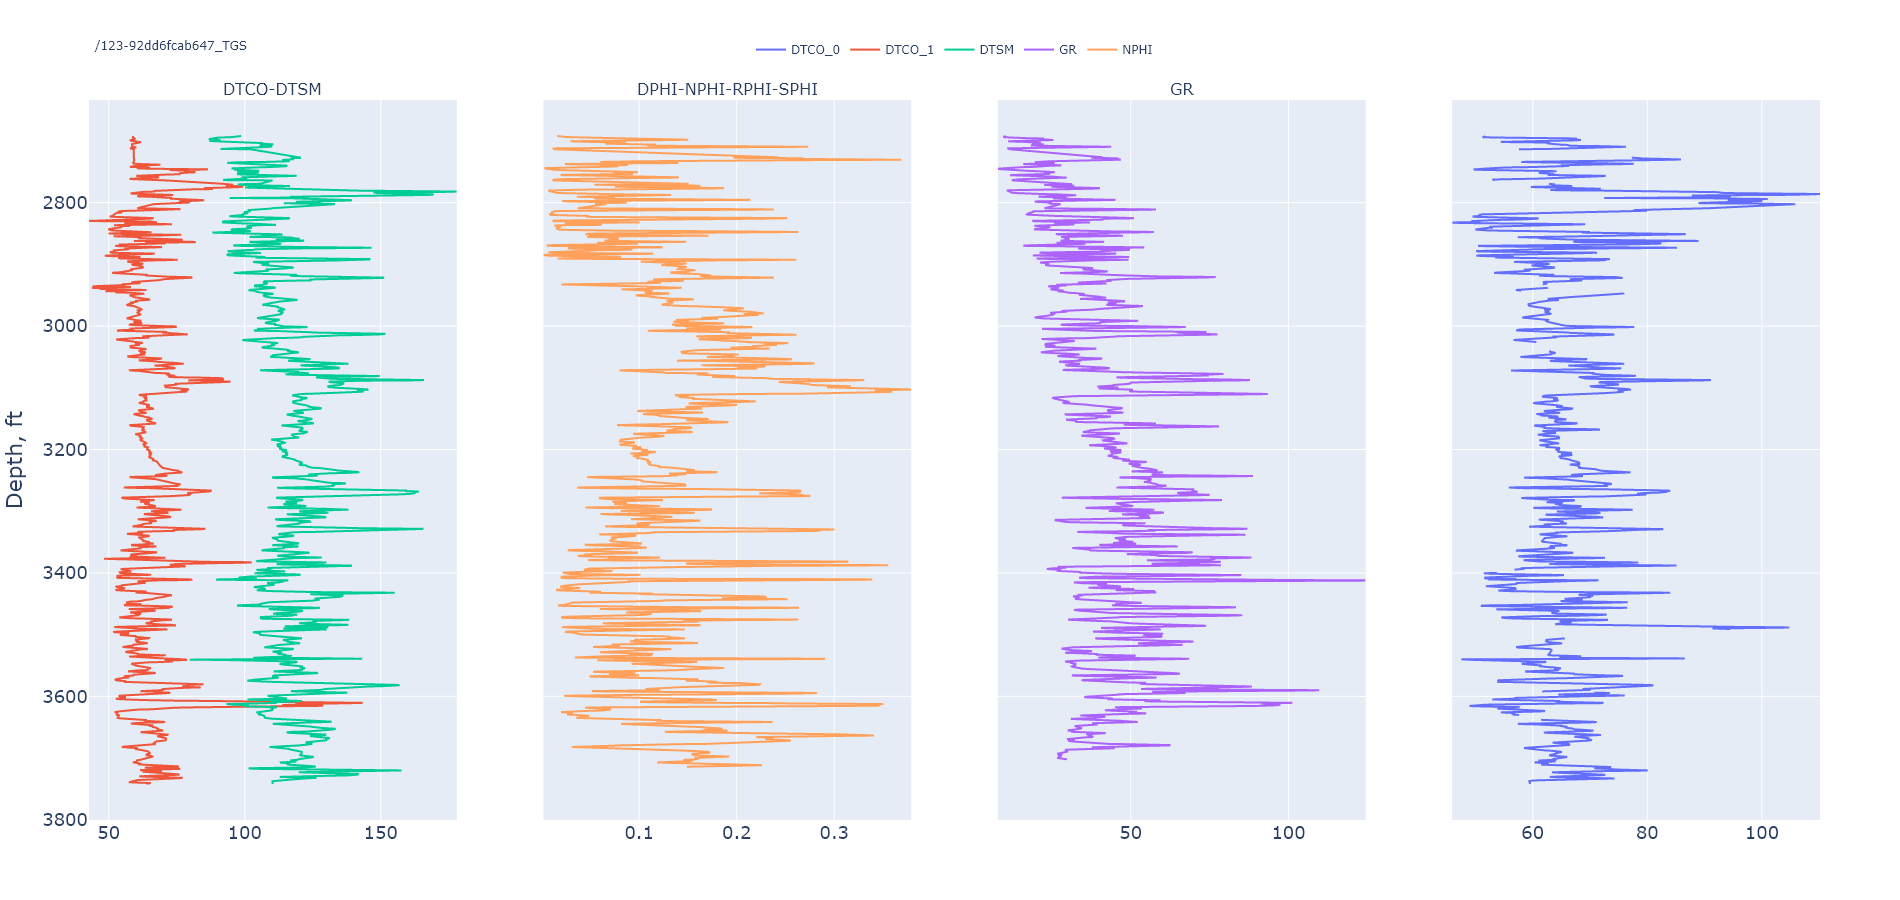 /123-92dd6fcab647_TGS
DTCO_0 DTCO_1 DTSM GR NPHI
DTCO-DTSM DPHI-NPHI-RPHI-SPHI GR
Depth, ft
2800
3000
3200
3400
3600
3800
50 100 150 0.1 0.2 0.3 50 100 60 80 100